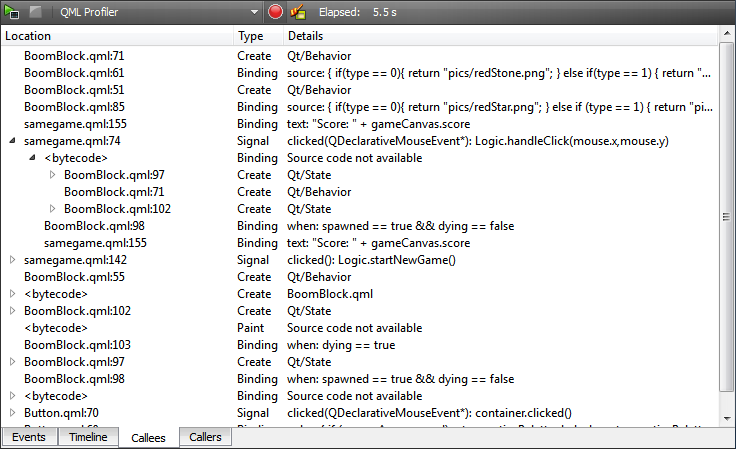 QML Profiler Elapsed: 5.5 s
Location Type Details
BoomBlock.qml:71 Create Qt/Behavior
BoomBlock.qml:61 Binding source: { if(type == 0){ return "pics/redStone.png"; } else if(type == 1) { return "...
BoomBlock.qml:51 Create Qt/Behavior
BoomBlock.qml:85 Binding source: { if(type == 0){ return "pics/redStar.png"; } else if (type == 1) { return "pi...
samegame.qml:155 Binding text: "Score: " + gameCanvas.score
samegame.qml:74 Signal clicked(QDeclarativeMouseEvent*): Logic.handleClick(mouse.x,mouse.y)
<bytecode> Binding Source code not available
BoomBlock.qml:97 Create Qt/State
BoomBlock.qml:71 Create Qt/Behavior
BoomBlock.qml:102 Create Qt/State
BoomBlock.qml:98 Binding when: spawned == true && dying == false
samegame.qml:155 Binding text: "Score: " + gameCanvas.score
samegame.qml:142 Signal clicked(): Logic.startNewGame()
BoomBlock.qml:55 Create Qt/Behavior
<bytecode> Create BoomBlock.qml
BoomBlock.qml:102 Create Qt/State
<bytecode> Paint Source code not available
BoomBlock.qml:103 Binding when: dying == true
BoomBlock.qml:97 Create Qt/State
BoomBlock.qml:98 Binding when: spawned == true && dying == false
<bytecode> Binding Source code not available
Button.qml:70 Signal clicked(QDeclarativeMouseEvent*): container.clicked()
Events Timeline Callees Callers